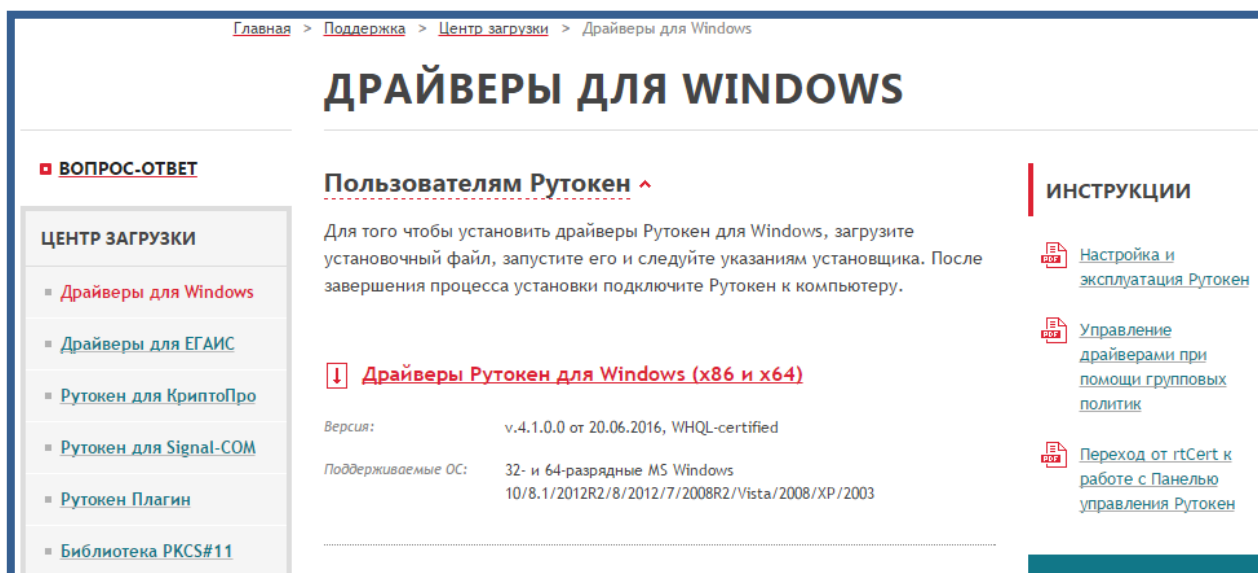 Главная > Поддержка > Центр загрузки > Драйверы для Windows
ДРАЙВЕРЫ ДЛЯ WINDOWS
ВОПРОС-ОТВЕТ
ЦЕНТР ЗАГРУЗКИ
Драйверы для Windows
Драйверы для ЕГАИС
Рутокен для КриптоПро
Рутокен для Signal-COM
Рутокен Плагин
Библиотека PKCS#11
Пользователям Рутокен
Для того чтобы установить драйверы Рутокен для Windows, загрузите
установочный файл, запустите его и следуйте указаниям установщика. После
завершения процесса установки подключите Рутокен к компьютеру.
Драйверы Рутокен для Windows (x86 и x64)
Версия: v.4.1.0.0 от 20.06.2016, WHQL-certified
Поддерживаемые ОС: 32- и 64-разрядные MS Windows
10/8.1/2012R2/8/2012/7/2008R2/Vista/2008/XP/2003
ИНСТРУКЦИИ
PDF Настройка и
эксплуатация Рутокен
PDF Управление
драйверами при
помощи групповых
политик
PDF Переход от rtCert к
работе с Панелью
управления Рутокен